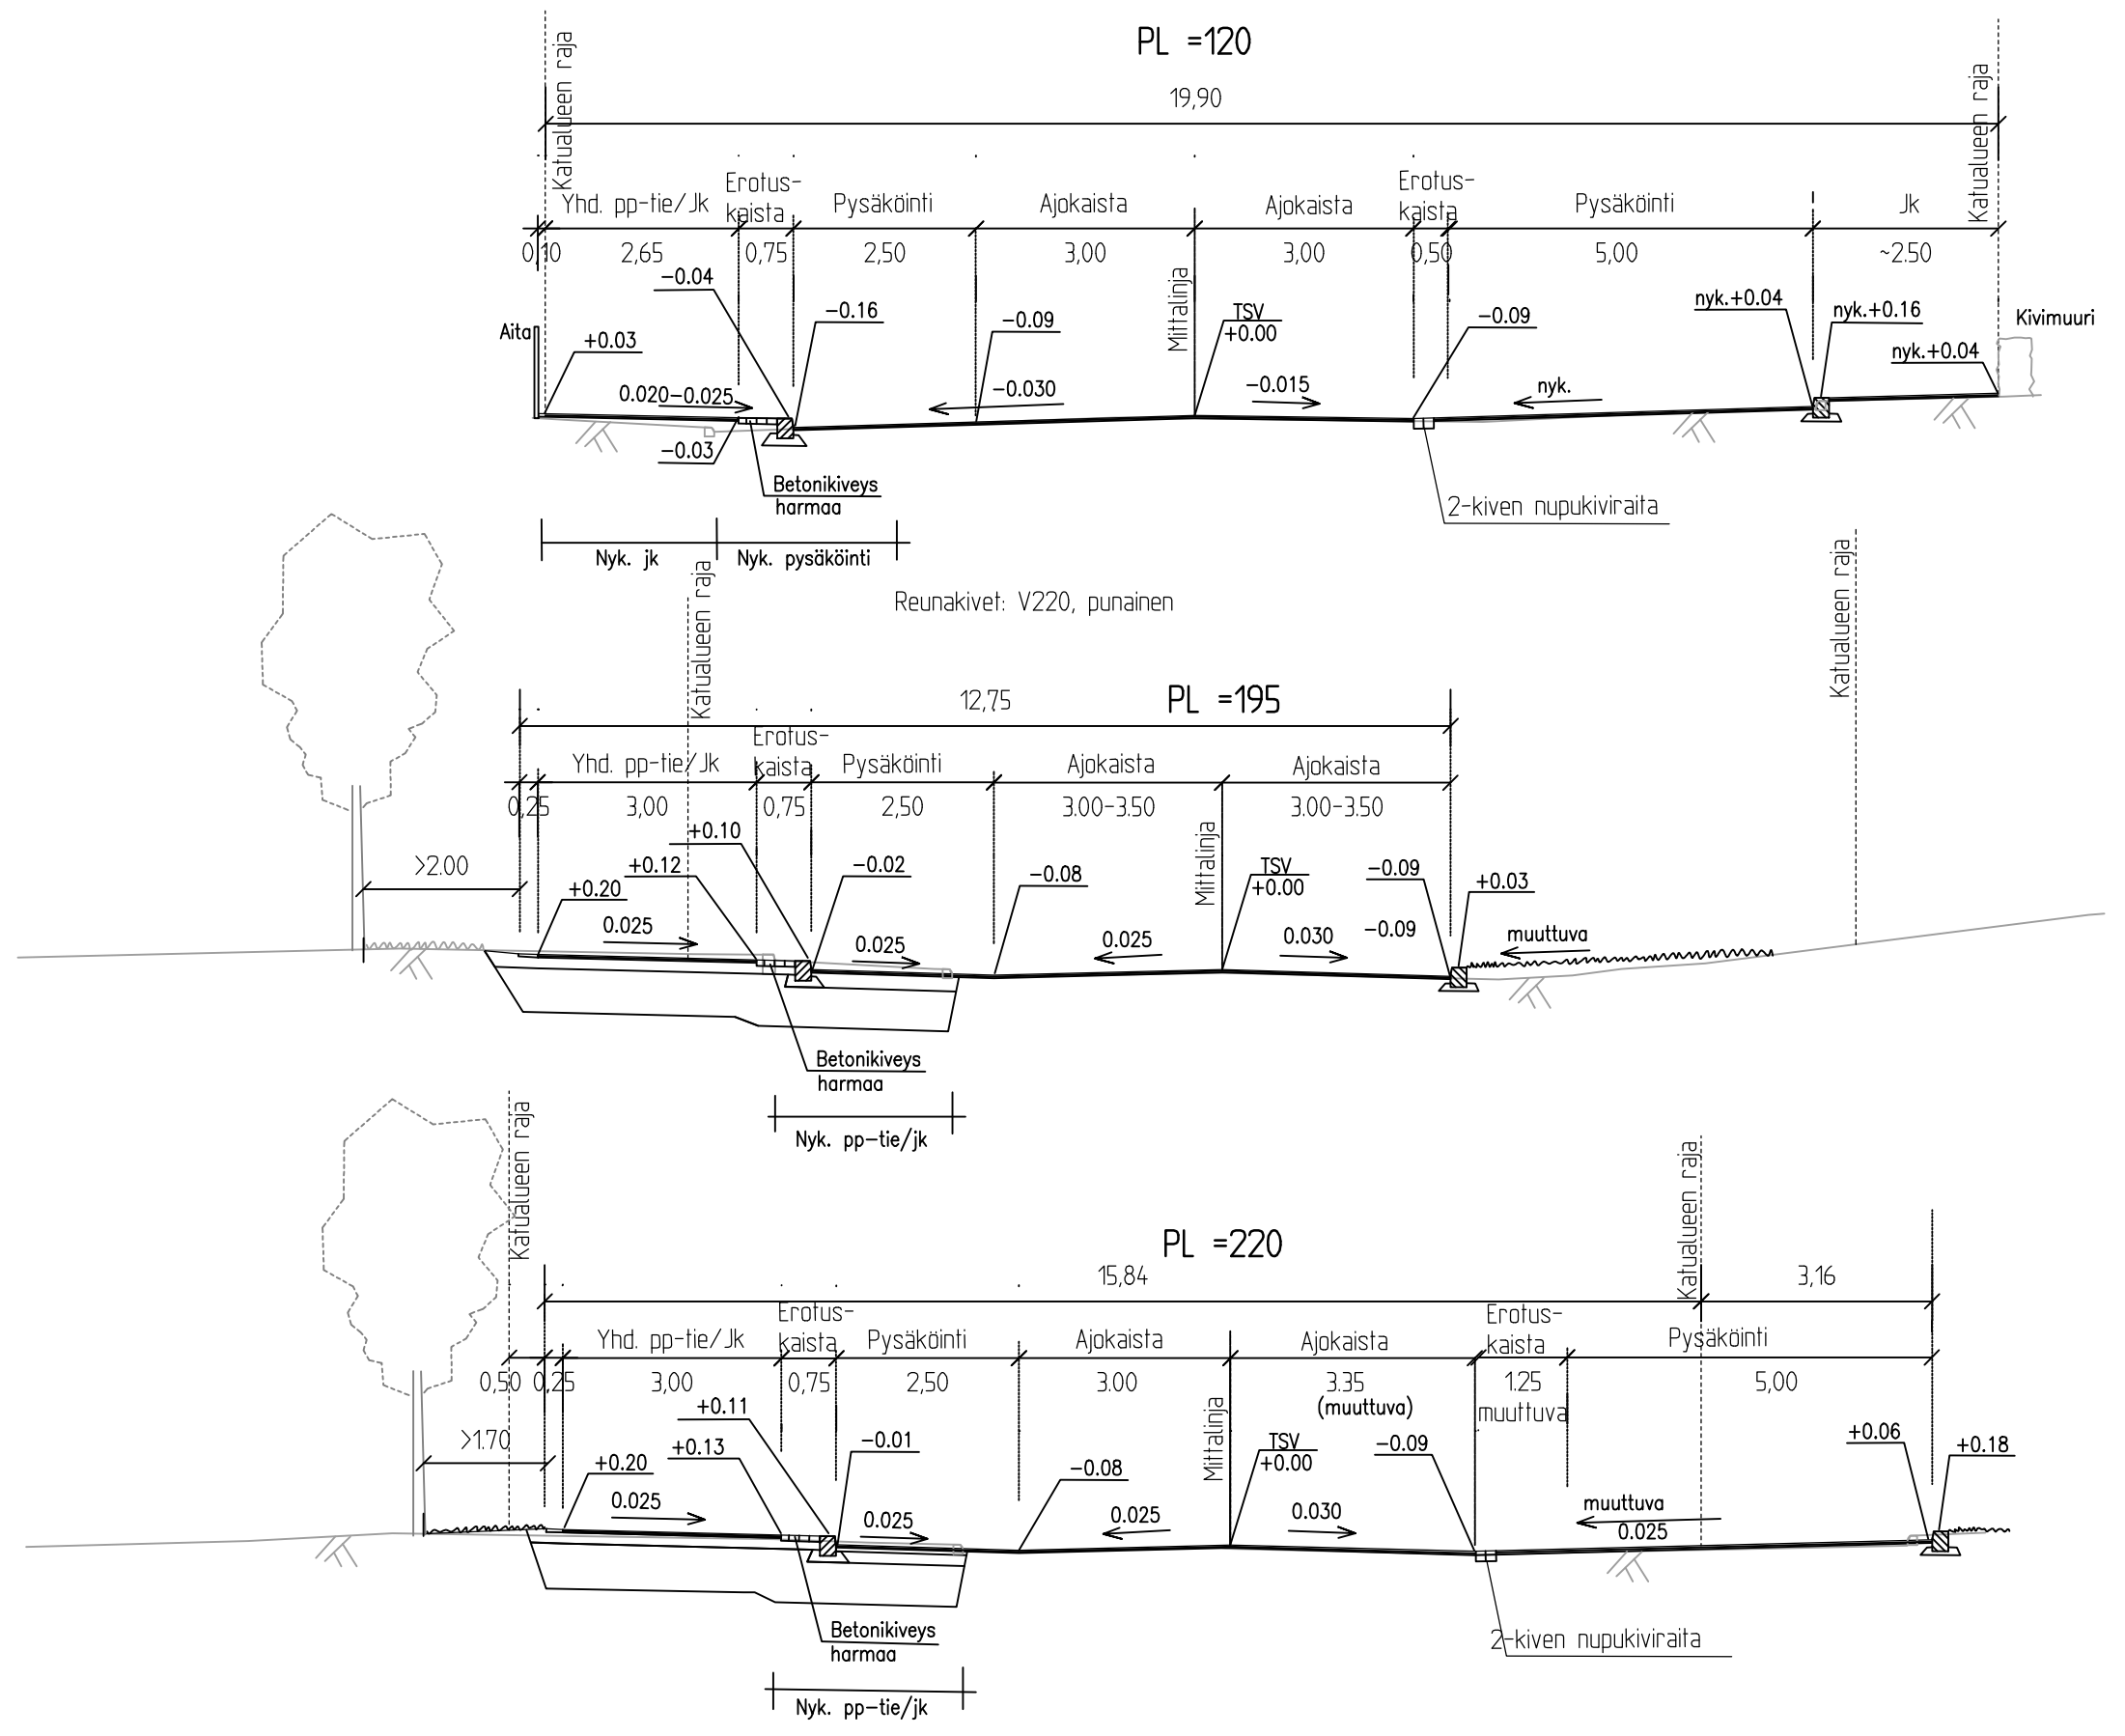 PL =120
19,90
Katualueen raja
Katualueen raja
Yhd. pp-tie/Jk
Erotus-
kaista
Pysäköinti
Ajokaista
Ajokaista
Erotus-
kaista
Pysäköinti
Jk
0,10
2,65
0,75
2,50
3,00
3,00
0,50
5,00
~2.50
Mittalinja
Aita
+0.03
-0.04
-0.16
-0.09
TSV
+0.00
-0.09
nyk.+0.04
nyk.+0.16
nyk.+0.04
Kivimuuri
0.020-0.025
-0.030
-0.015
nyk.
-0.03
Betonikiveys
harmaa
2-kiven nupukiviraita
Nyk. jk
Nyk. pysäköinti
Reunakivet: V220, punainen
Katualueen raja
Katualueen raja
PL =195
12,75
Yhd. pp-tie/Jk
Erotus-
kaista
Pysäköinti
Ajokaista
Ajokaista
0,25
3,00
0,75
2,50
3.00-3.50
3.00-3.50
Mittalinja
>2.00
+0.20
+0.12
+0.10
-0.02
-0.08
TSV
+0.00
-0.09
+0.03
0.025
0.025
0.025
0.030
-0.09
muuttuva
Betonikiveys
harmaa
Nyk. pp-tie/jk
Katualueen raja
Katualueen raja
PL =220
15,84
3,16
Yhd. pp-tie/Jk
Erotus-
kaista
Pysäköinti
Ajokaista
Ajokaista
Erotus-
kaista
Pysäköinti
0,50
0,25
3,00
0,75
2,50
3.00
3.35
(muuttuva)
1.25
muuttuva
5,00
Mittalinja
>1.70
+0.20
+0.13
+0.11
-0.01
-0.08
TSV
+0.00
-0.09
+0.06
+0.18
0.025
0.025
0.025
0.030
muuttuva
0.025
Betonikiveys
harmaa
2-kiven nupukiviraita
Nyk. pp-tie/jk